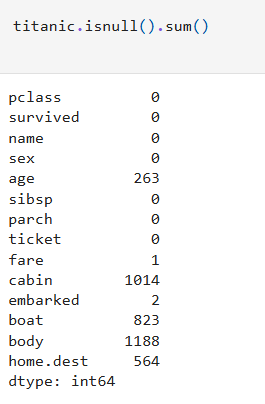 titanic.isnull().sum()
pclass 0
survived 0
name 0
sex 0
age 263
sibsp 0
parch 0
ticket 0
fare 1
cabin 1014
embarked 2
boat 823
body 1188
home.dest 564
dtype: int64